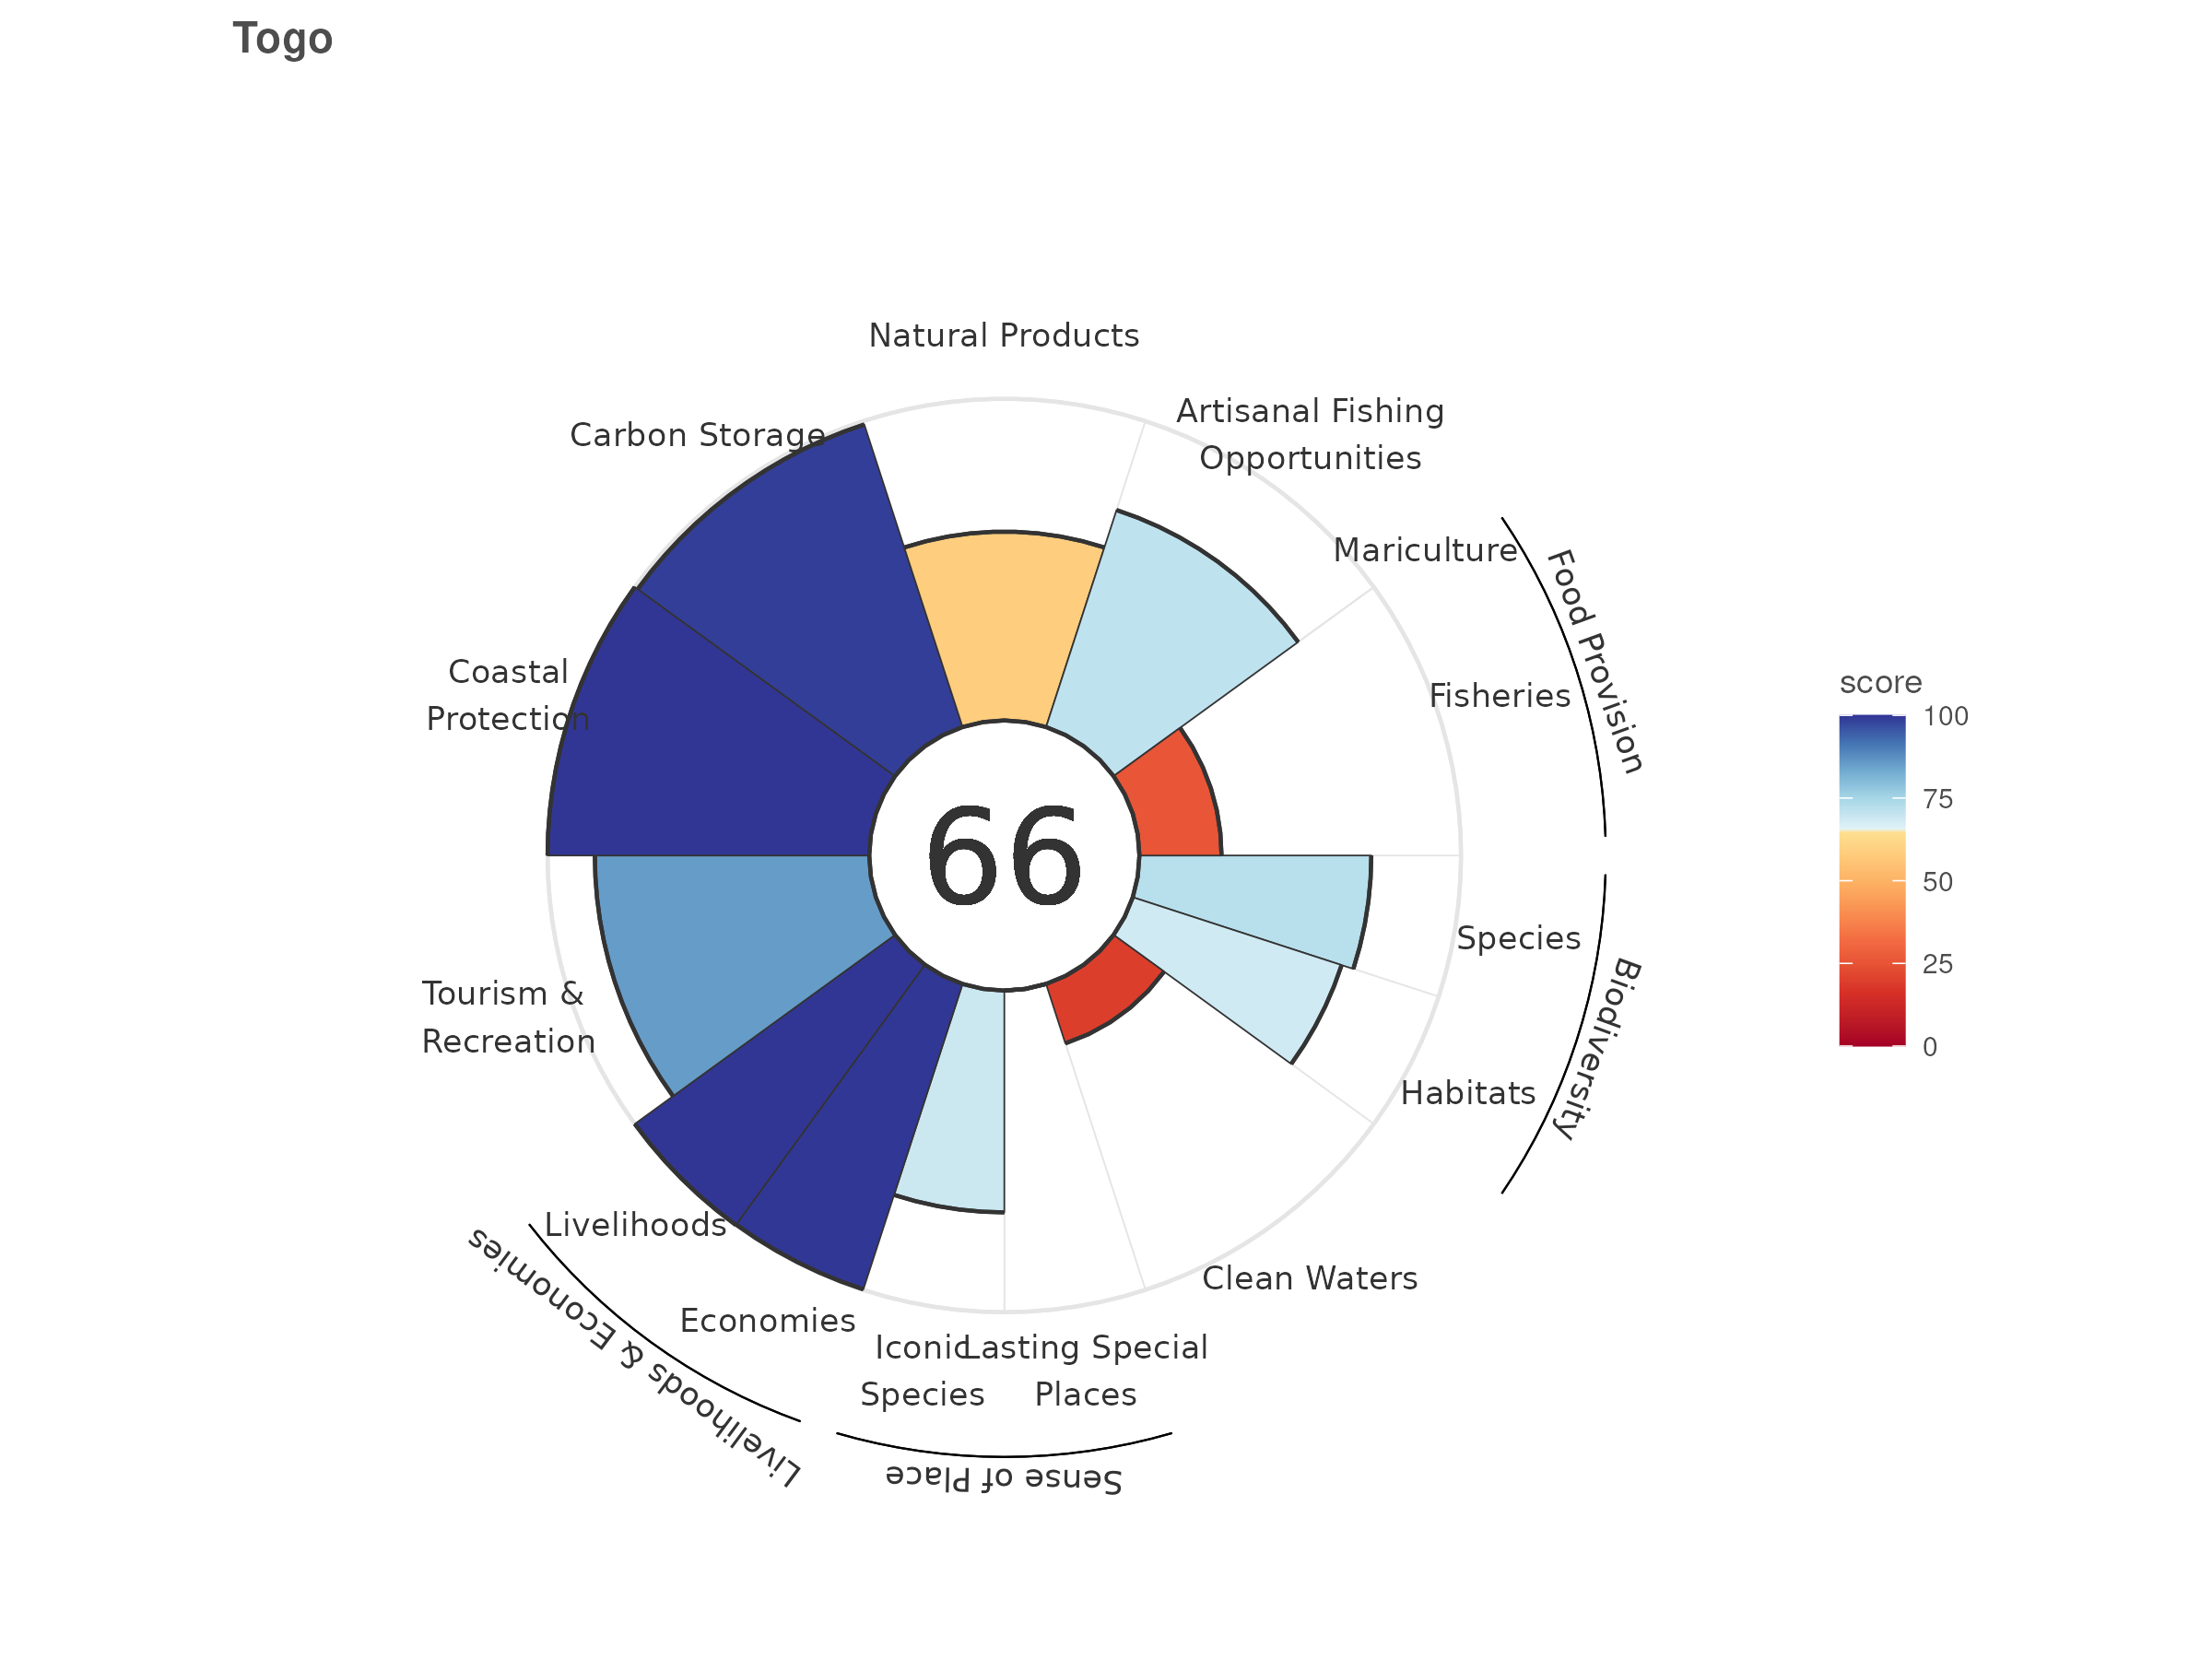 Togo
Natural Products
Artisanal Fishing
Opportunities
Carbon Storage
Mariculture
Food Provision
Fisheries
Coastal
Protection
score
100
75
50
25
0
66
Species
Biodiversity
Tourism &
Recreation
Habitats
Livelihoods
Clean Waters
Economies
Livelihoods & Economies
Iconic
Species
Lasting Special
Places
Sense of Place